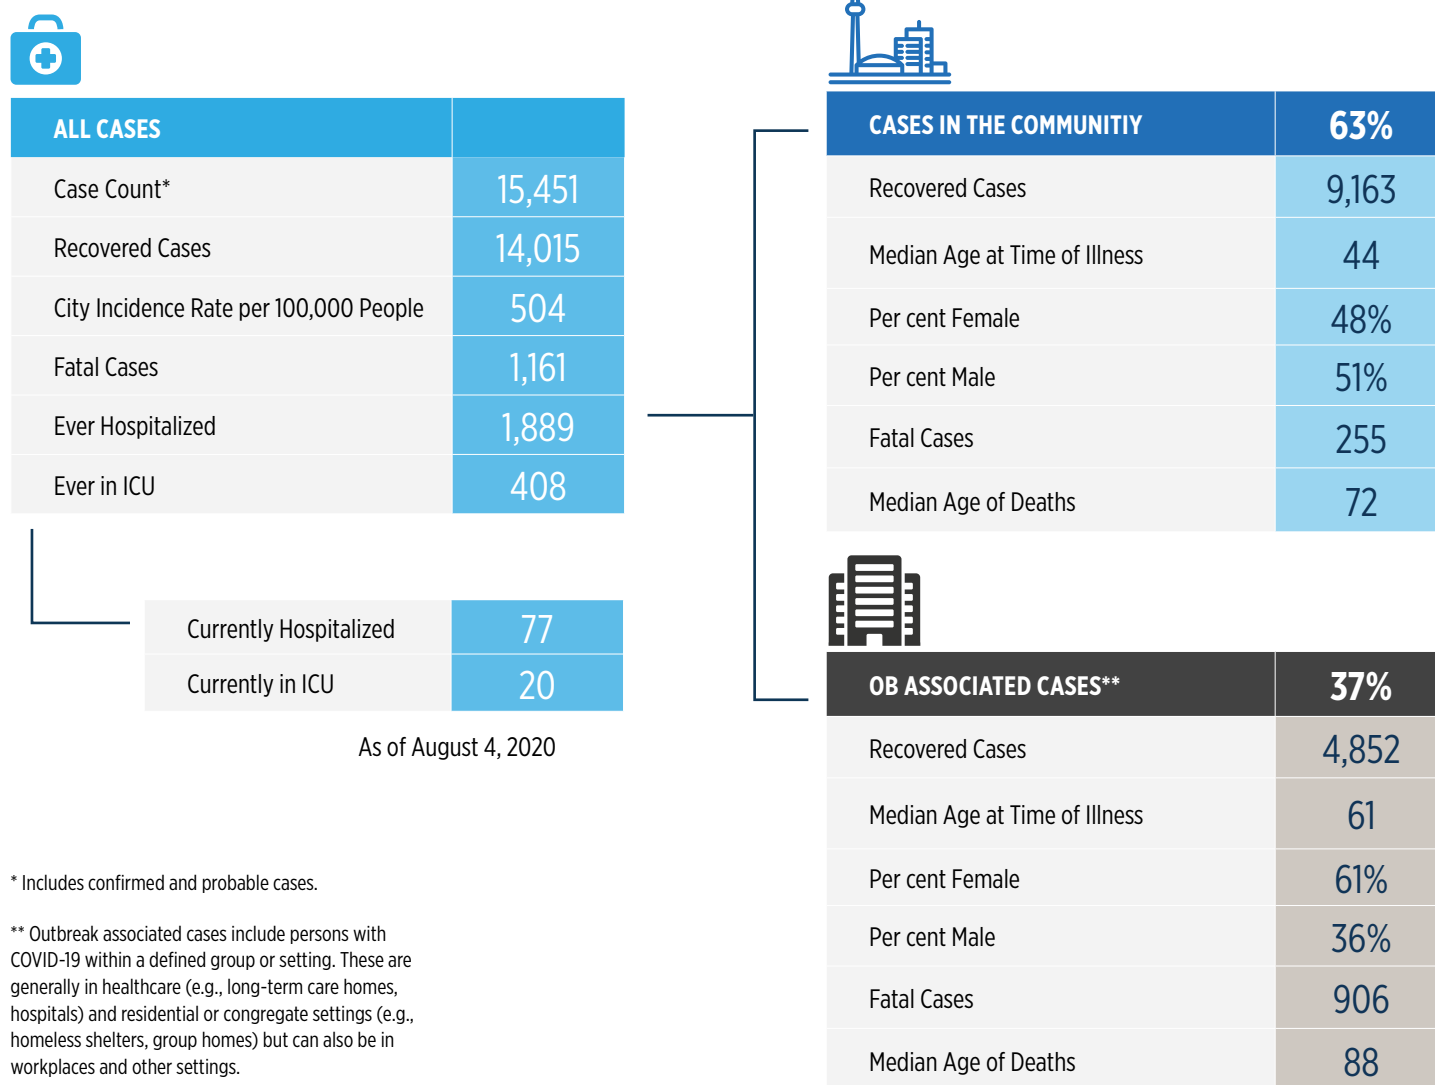 ALL CASES
Case Count* 15,451
Recovered Cases 14,015
City Incidence Rate per 100,000 People 504
Fatal Cases 1,161
Ever Hospitalized 1,889
Ever in ICU 408
Currently Hospitalized 77
Currently in ICU 20
As of August 4, 2020
* Includes confirmed and probable cases.
** Outbreak associated cases include persons with
COVID-19 within a defined group or setting. These are
generally in healthcare (e.g., long-term care homes,
hospitals) and residential or congregate settings (e.g.,
homeless shelters, group homes) but can also be in
workplaces and other settings.
CASES IN THE COMMUNITIY 63%
Recovered Cases 9,163
Median Age at Time of Illness 44
Per cent Female 48%
Per cent Male 51%
Fatal Cases 255
Median Age of Deaths 72
OB ASSOCIATED CASES** 37%
Recovered Cases 4,852
Median Age at Time of Illness 61
Per cent Female 61%
Per cent Male 36%
Fatal Cases 906
Median Age of Deaths 88